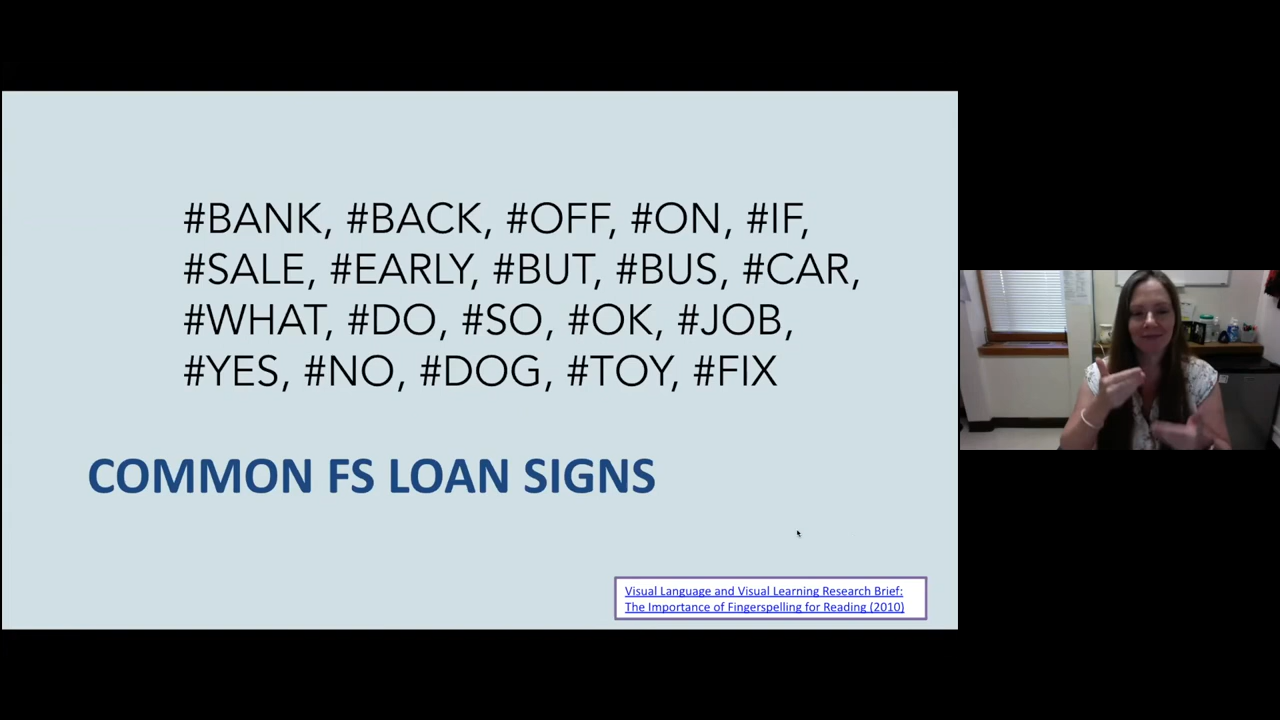 #BANK, #BACK, #OFF, #ON, #IF,
#SALE, #EARLY, #BUT, #BUS, #CAR,
#WHAT, #DO, #SO, #OK, #JOB,
#YES, #NO, #DOG, #TOY, #FIX
COMMON FS LOAN SIGNS
Visual Language and Visual Learning Research Brief:
The Importance of Fingerspelling for Reading (2010)